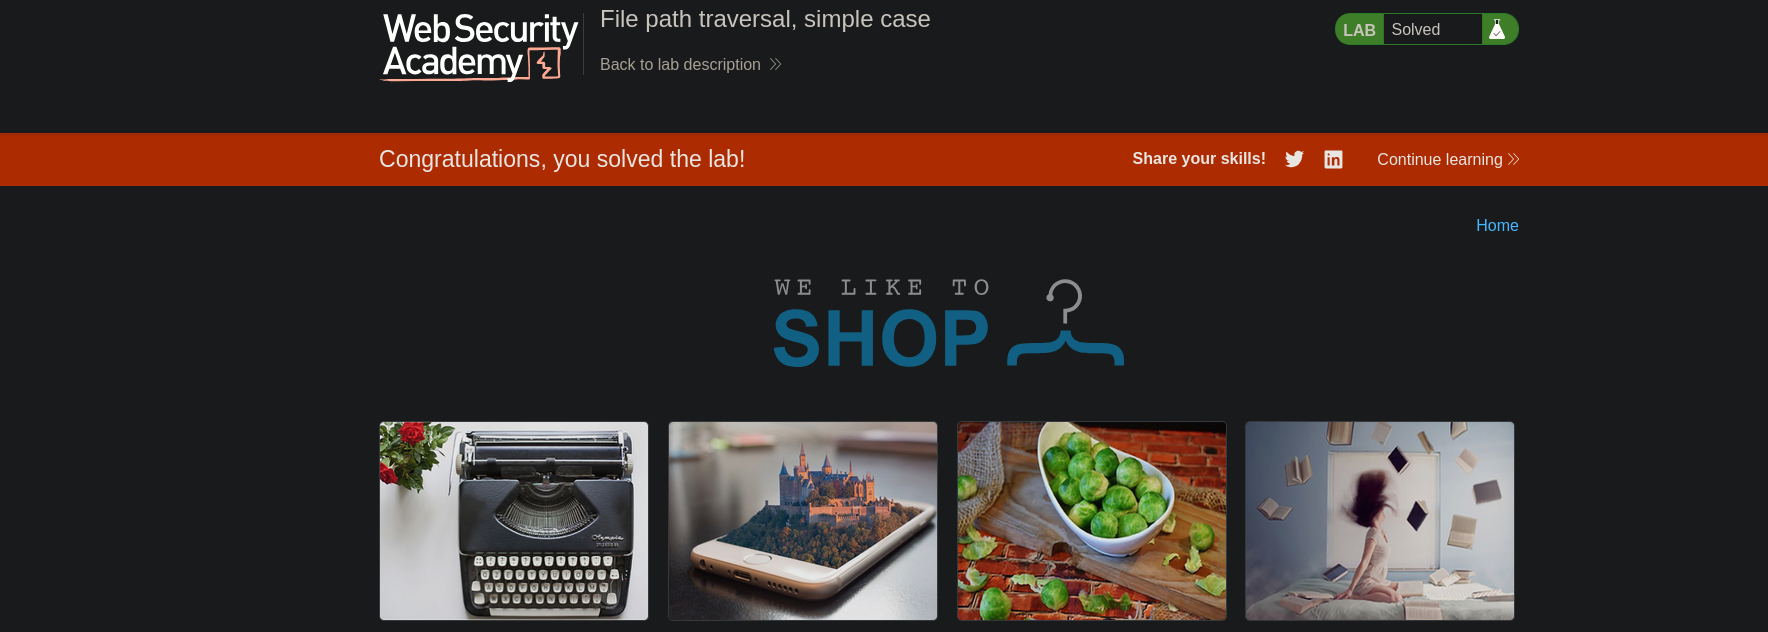 Web Security
Academy
File path traversal, simple case
Back to lab description
LAB Solved
Congratulations, you solved the lab!
Share your skills!
Continue learning
Home
WE LIKE TO
SHOP
Olympia